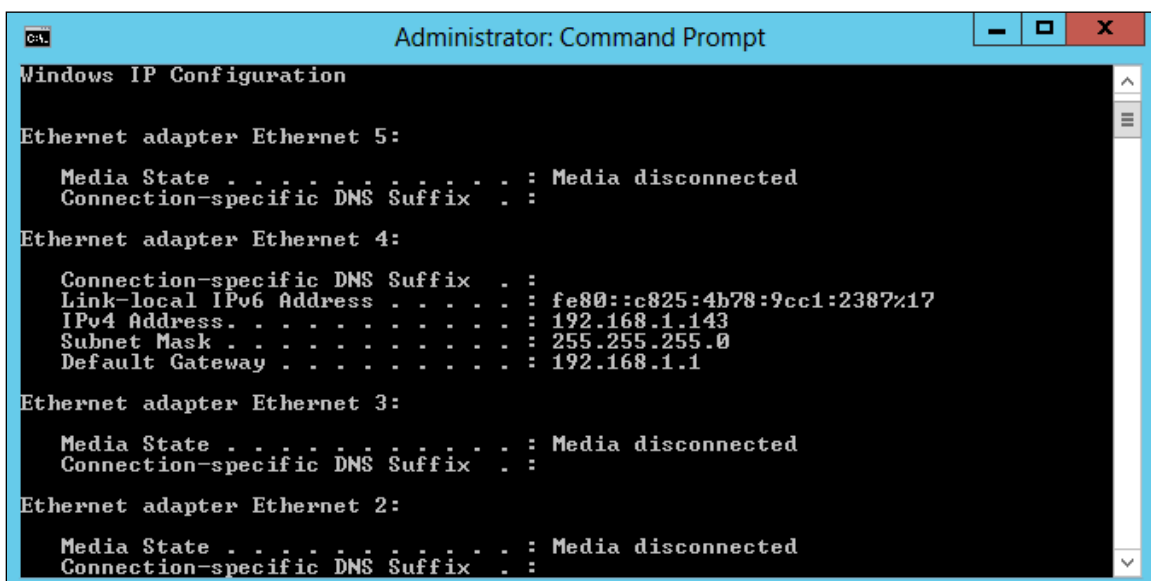 Administrator: Command Prompt
Windows IP Configuration
Ethernet adapter Ethernet 5:
Media State . . . . . . . . . . . : Media disconnected
Connection-specific DNS Suffix  . :
Ethernet adapter Ethernet 4:
Connection-specific DNS Suffix  . :
Link-local IPv6 Address . . . . . : fe80::c825:4b78:9cc1:2387%17
IPv4 Address. . . . . . . . . . . : 192.168.1.143
Subnet Mask . . . . . . . . . . . : 255.255.255.0
Default Gateway . . . . . . . . . : 192.168.1.1
Ethernet adapter Ethernet 3:
Media State . . . . . . . . . . . : Media disconnected
Connection-specific DNS Suffix  . :
Ethernet adapter Ethernet 2:
Media State . . . . . . . . . . . : Media disconnected
Connection-specific DNS Suffix  . :